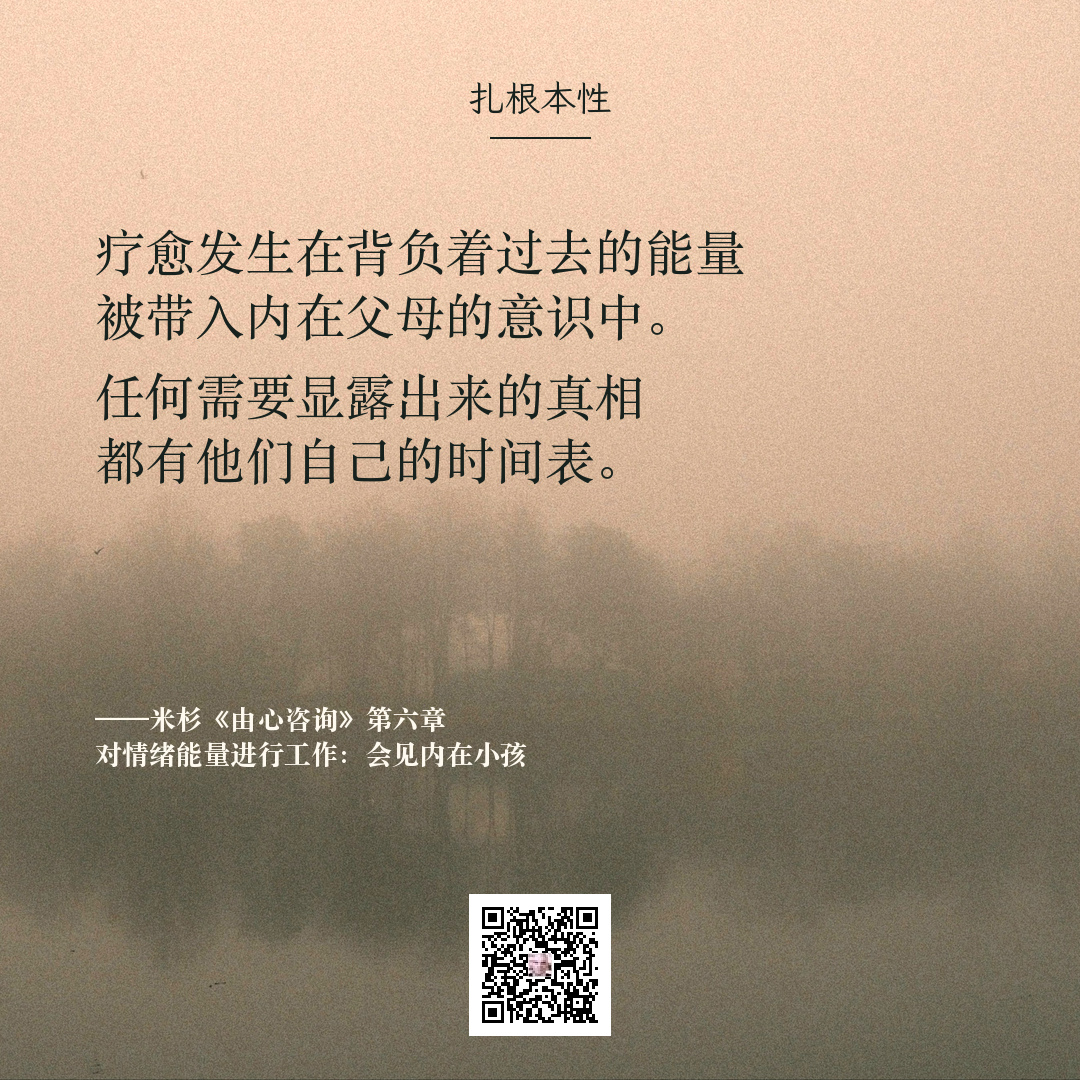 扎根本性
疗愈发生在背负着过去的能量
被带入内在父母的意识中。
任何需要显露出来的真相
都有他们自己的时间表。
——米杉《由心咨询》第六章
对情绪能量进行工作：会见内在小孩